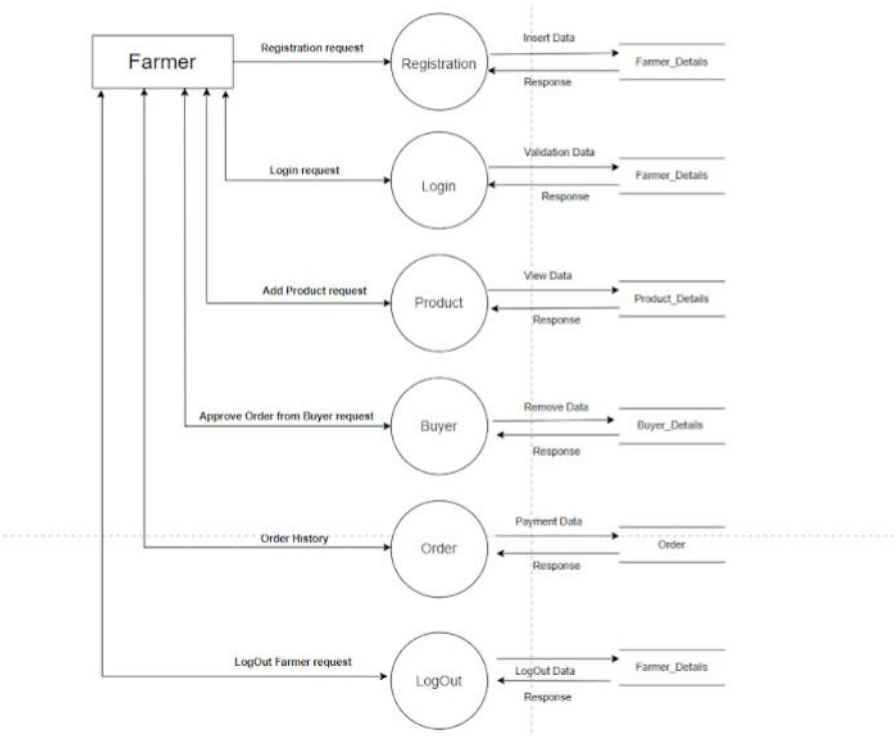 Farmer
Registration request
Registration
Insert Data
Response
Farmer_Details
Login request
Login
Validation Data
Response
Farmer_Details
Add Product request
Product
View Data
Response
Product_Details
Approve Order from Buyer request
Buyer
Remove Data
Response
Buyer_Details
Order History
Order
Payment Data
Response
Order
LogOut Farmer request
LogOut
LogOut Data
Response
Farmer_Details